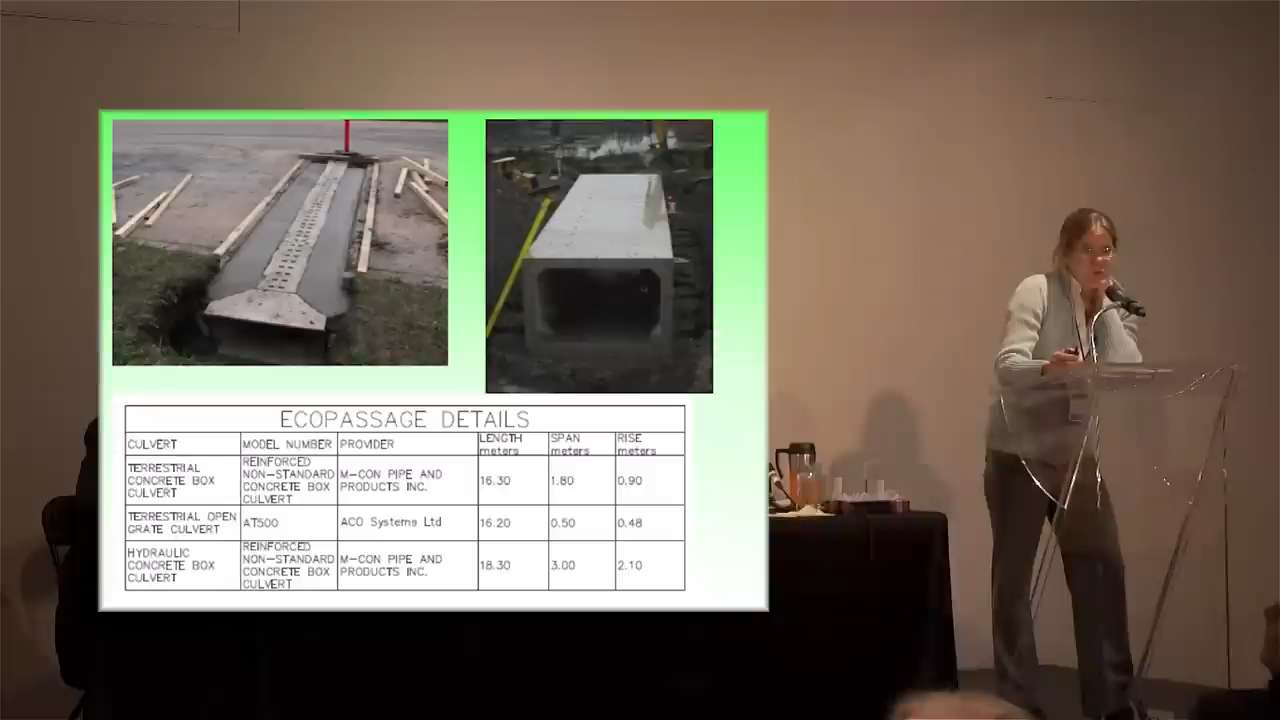 ECOPASSAGE DETAILS
CULVERT MODEL NUMBER PROVIDER LENGTH meters SPAN meters RISE meters
TERRESTRIAL CONCRETE BOX CULVERT REINFORCED NON-STANDARD CONCRETE BOX CULVERT M-CON PIPE AND PRODUCTS INC. 16.30 1.80 0.90
TERRESTRIAL OPEN GRATE CULVERT AT500 ACO Systems Ltd 16.20 0.50 0.48
HYDRAULIC CONCRETE BOX CULVERT REINFORCED NON-STANDARD CONCRETE BOX CULVERT M-CON PIPE AND PRODUCTS INC. 18.30 3.00 2.10